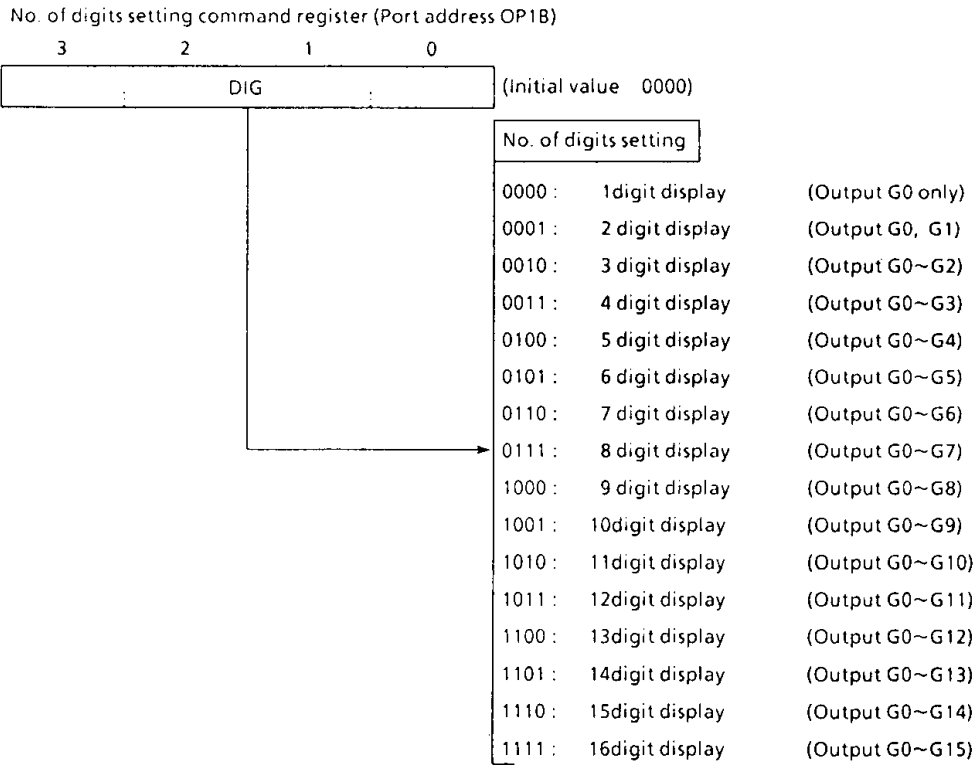 No. of digits setting command register (Port address OP1B)
3 2 1 0
DIG (Initial value 0000)
No. of digits setting
0000 : 1digit display (Output G0 only)
0001 : 2 digit display (Output G0, G1)
0010 : 3 digit display (Output G0~G2)
0011 : 4 digit display (Output G0~G3)
0100 : 5 digit display (Output G0~G4)
0101 : 6 digit display (Output G0~G5)
0110 : 7 digit display (Output G0~G6)
0111 : 8 digit display (Output G0~G7)
1000 : 9 digit display (Output G0~G8)
1001 : 10digit display (Output G0~G9)
1010 : 11digit display (Output G0~G10)
1011 : 12digit display (Output G0~G11)
1100 : 13digit display (Output G0~G12)
1101 : 14digit display (Output G0~G13)
1110 : 15digit display (Output G0~G14)
1111 : 16digit display (Output G0~G15)